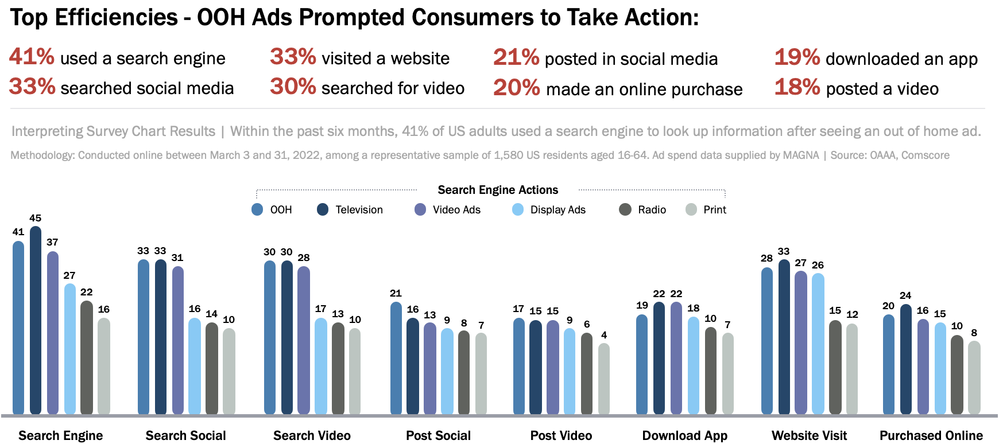 Top Efficiencies - OOH Ads Prompted Consumers to Take Action:
41% used a search engine
33% visited a website
21% posted in social media
19% downloaded an app
33% searched social media
30% searched for video
20% made an online purchase
18% posted a video
Interpreting Survey Chart Results | Within the past six months, 41% of US adults used a search engine to look up information after seeing an out of home ad.
Methodology: Conducted online between March 3 and 31, 2022, among a representative sample of 1,580 US residents aged 16-64. Ad spend data supplied by MAGNA | Source: OAAA, Comscore
Search Engine Actions
OOH Television Video Ads Display Ads Radio Print
41 45 37 27 22 16
33 33 31 16 14 10
30 30 28 17 13 10
21 16 13 9 8 7
17 15 15 9 6 4
19 22 22 18 10 7
28 33 27 26 15 12
20 24 16 15 10 8
Search Engine Search Social Search Video Post Social Post Video Download App Website Visit Purchased Online